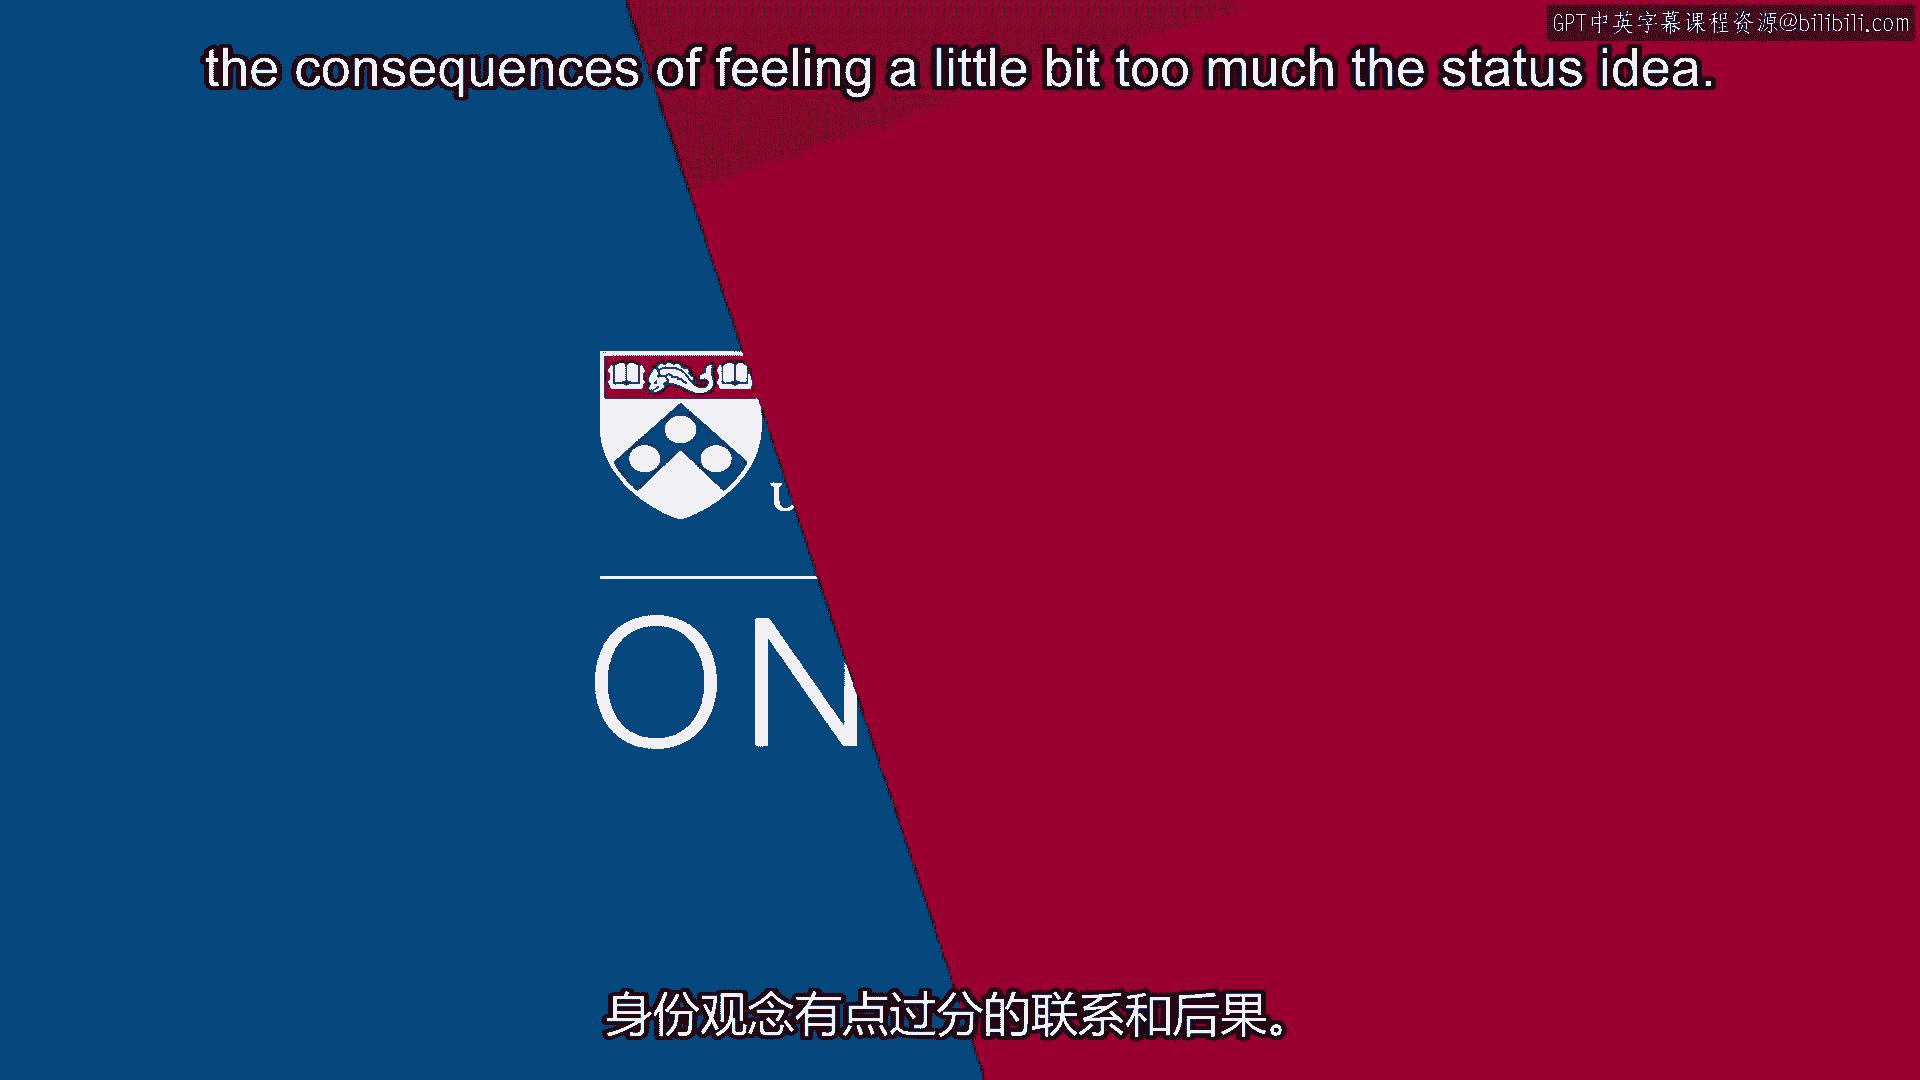 GPT中英字幕课程资源@bilibili.com
the consequences of feeling a little bit too much the status idea.
U
ON
身份观念有点过分的联系和后果。